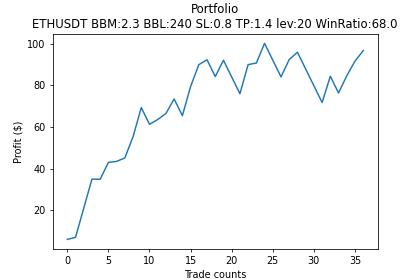 Portfolio
ETHUSDT BBM:2.3 BBL:240 SL:0.8 TP:1.4 lev:20 WinRatio:68.0
100
80
60
40
20
Profit ($)
0 5 10 15 20 25 30 35
Trade counts